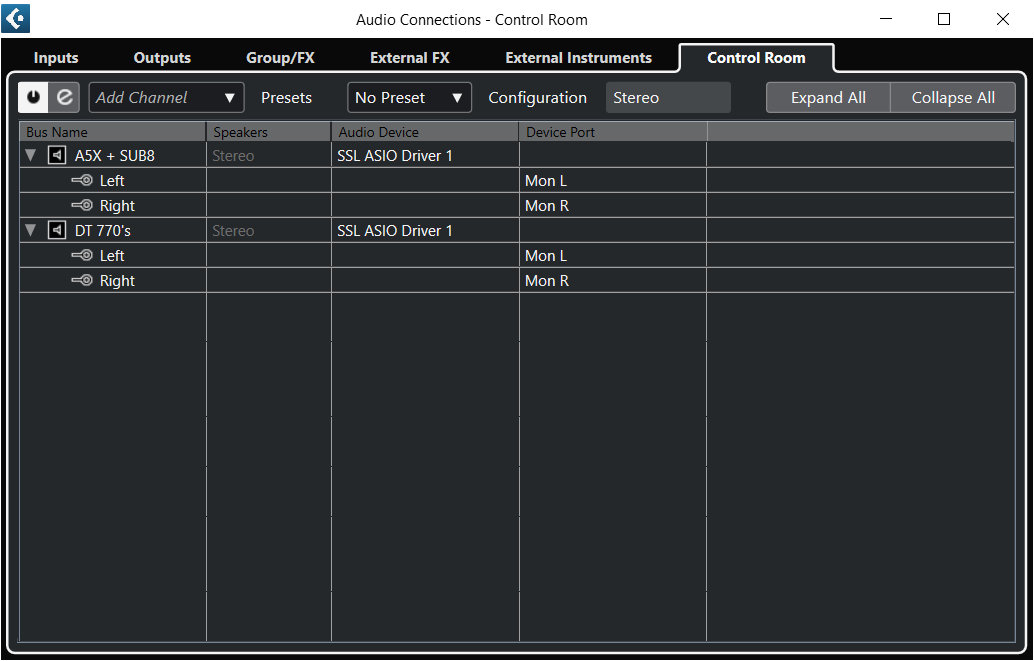 Audio Connections - Control Room
Inputs Outputs Group/FX External FX External Instruments Control Room
Add Channel Presets No Preset Configuration Stereo Expand All Collapse All
Bus Name Speakers Audio Device Device Port
A5X + SUB8 Stereo SSL ASIO Driver 1
Left Mon L
Right Mon R
DT 770's Stereo SSL ASIO Driver 1
Left Mon L
Right Mon R